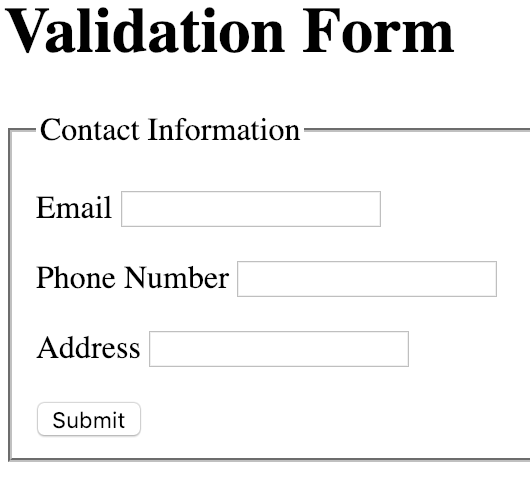 Validation Form
Contact Information
Email
Phone Number
Address
Submit